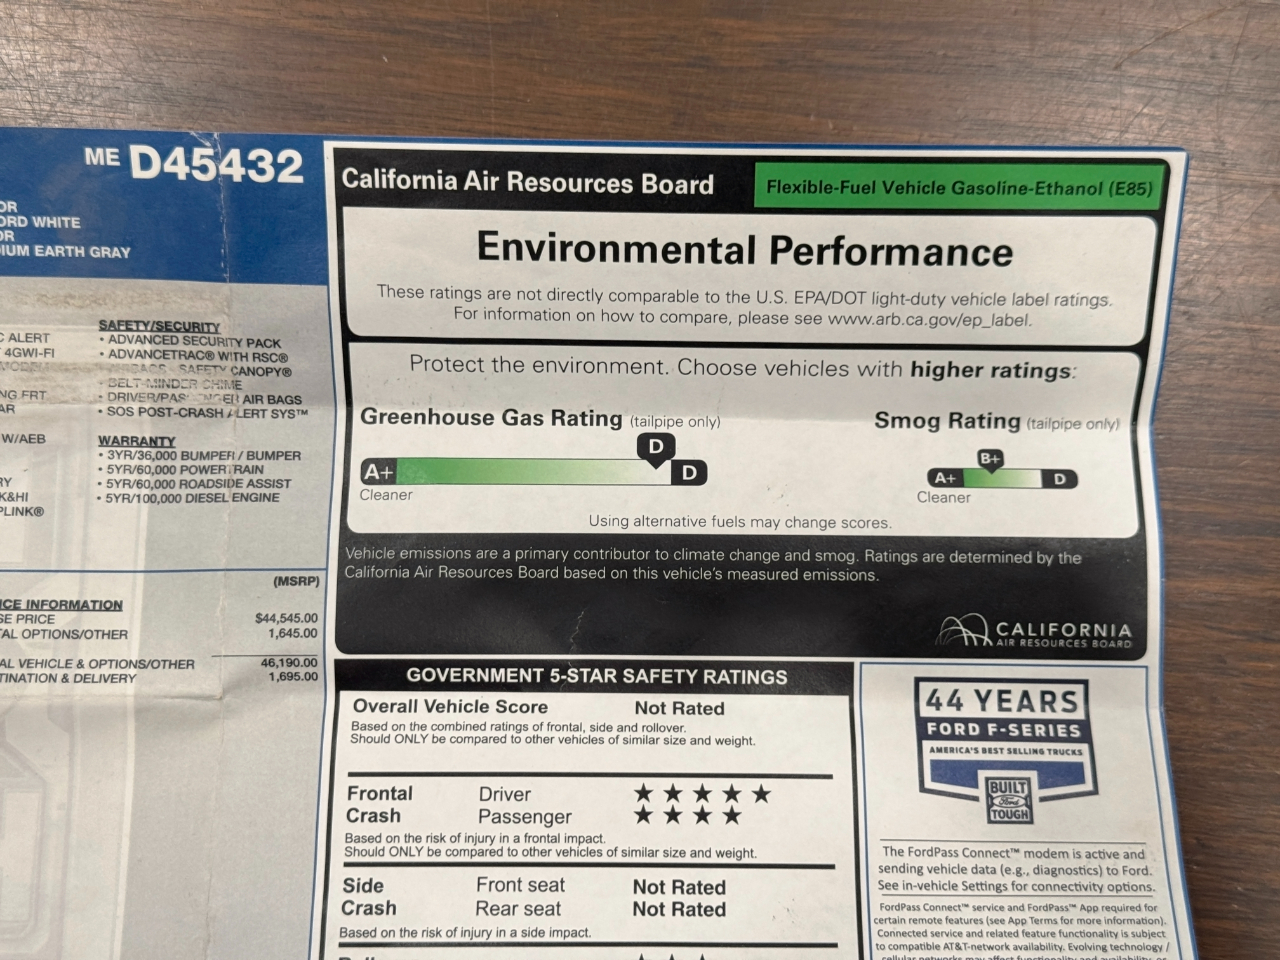 ME D45432
OR
ORD WHITE
OR
IUM EARTH GRAY
C ALERT
4GWI-FI
NG FRT
AR
W/AEB
RY
K&HI
PLINK®
SAFETY/SECURITY
• ADVANCED SECURITY PACK
• ADVANCETRAC® WITH RSC®
SAFETY CANOPY®
• BELT-MINDER CHIME
• DRIVER/PASSENGER AIR BAGS
• SOS POST-CRASH ALERT SYS™
WARRANTY
• 3YR/36,000 BUMPER / BUMPER
• 5YR/60,000 POWERTRAIN
• 5YR/60,000 ROADSIDE ASSIST
• 5YR/100,000 DIESEL ENGINE
(MSRP)
ICE INFORMATION
SE PRICE $44,545.00
AL OPTIONS/OTHER 1,645.00
AL VEHICLE & OPTIONS/OTHER 46,190.00
TINATION & DELIVERY 1,695.00
California Air Resources Board
Flexible-Fuel Vehicle Gasoline-Ethanol (E85)
Environmental Performance
These ratings are not directly comparable to the U.S. EPA/DOT light-duty vehicle label ratings.
For information on how to compare, please see www.arb.ca.gov/ep_label.
Protect the environment. Choose vehicles with higher ratings:
Greenhouse Gas Rating (tailpipe only)
D
A+ D
Cleaner
Smog Rating (tailpipe only)
B+
A+ D
Cleaner
Using alternative fuels may change scores.
Vehicle emissions are a primary contributor to climate change and smog. Ratings are determined by the
California Air Resources Board based on this vehicle's measured emissions.
CALIFORNIA
AIR RESOURCES BOARD
GOVERNMENT 5-STAR SAFETY RATINGS
Overall Vehicle Score Not Rated
Based on the combined ratings of frontal, side and rollover.
Should ONLY be compared to other vehicles of similar size and weight.
Frontal Driver ★★★★★
Crash Passenger ★★★★
Based on the risk of injury in a frontal impact.
Should ONLY be compared to other vehicles of similar size and weight.
Side Front seat Not Rated
Crash Rear seat Not Rated
Based on the risk of injury in a side impact.
44 YEARS
FORD F-SERIES
AMERICA'S BEST SELLING TRUCKS
BUILT
Ford
TOUGH
The FordPass Connect™ modem is active and
sending vehicle data (e.g., diagnostics) to Ford.
See in-vehicle Settings for connectivity options.
FordPass Connect™ service and FordPass™ App required for
certain remote features (see App Terms for more information).
Connected service and related feature functionality is subject
to compatible AT&T-network availability. Evolving technology /
cellular networks may affect functionality and availability, or